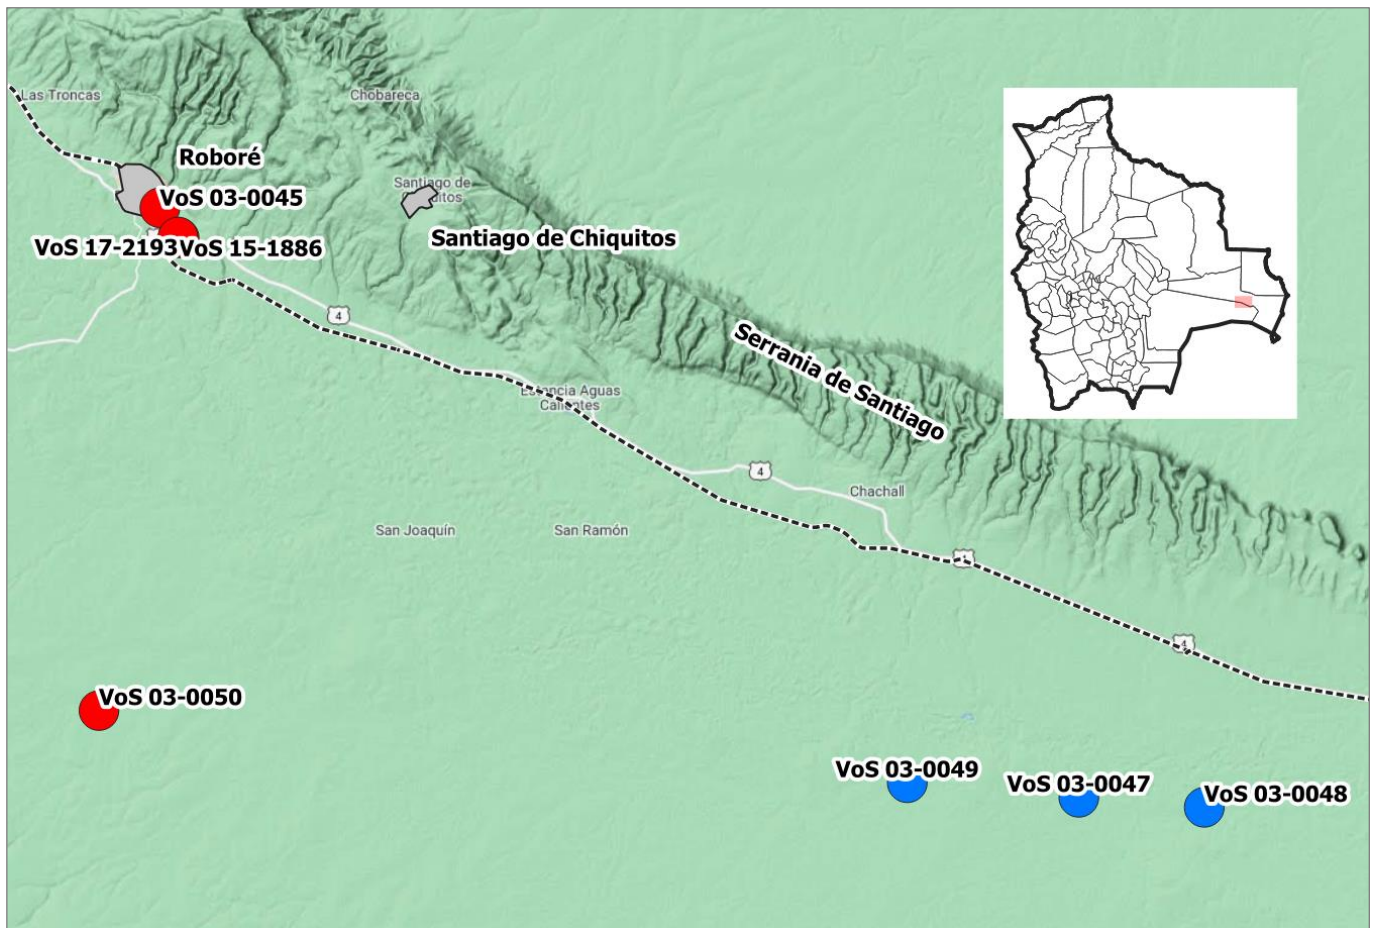 Las Troncas
Chobareca
Roboré
Santiago de
VoS 03-0045
Santiago de Chiquitos
VoS 17-2193
VoS 15-1886
4
Serrania de Santiago
Estancia Aguas
Calientes
4
Chachall
San Joaquín
San Ramón
4
4
VoS 03-0050
VoS 03-0049
VoS 03-0047
VoS 03-0048